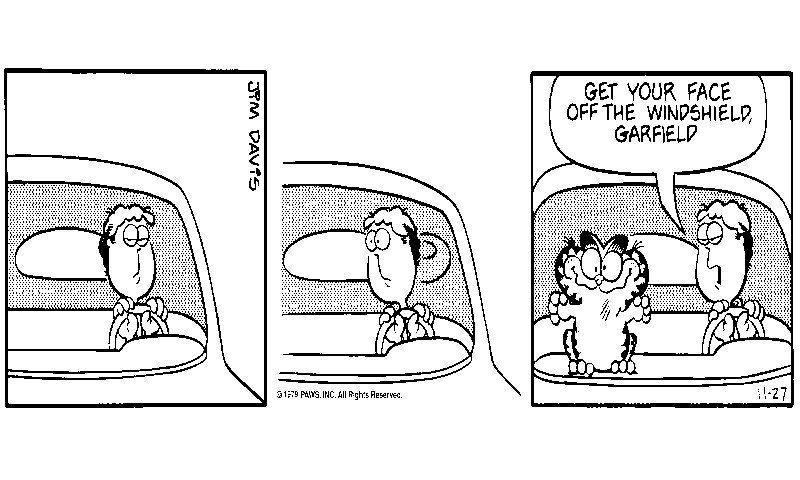 JIM DAVIS
© 1979 PAWS, INC. All Rights Reserved.
GET YOUR FACE
OFF THE WINDSHIELD,
GARFIELD
11-27